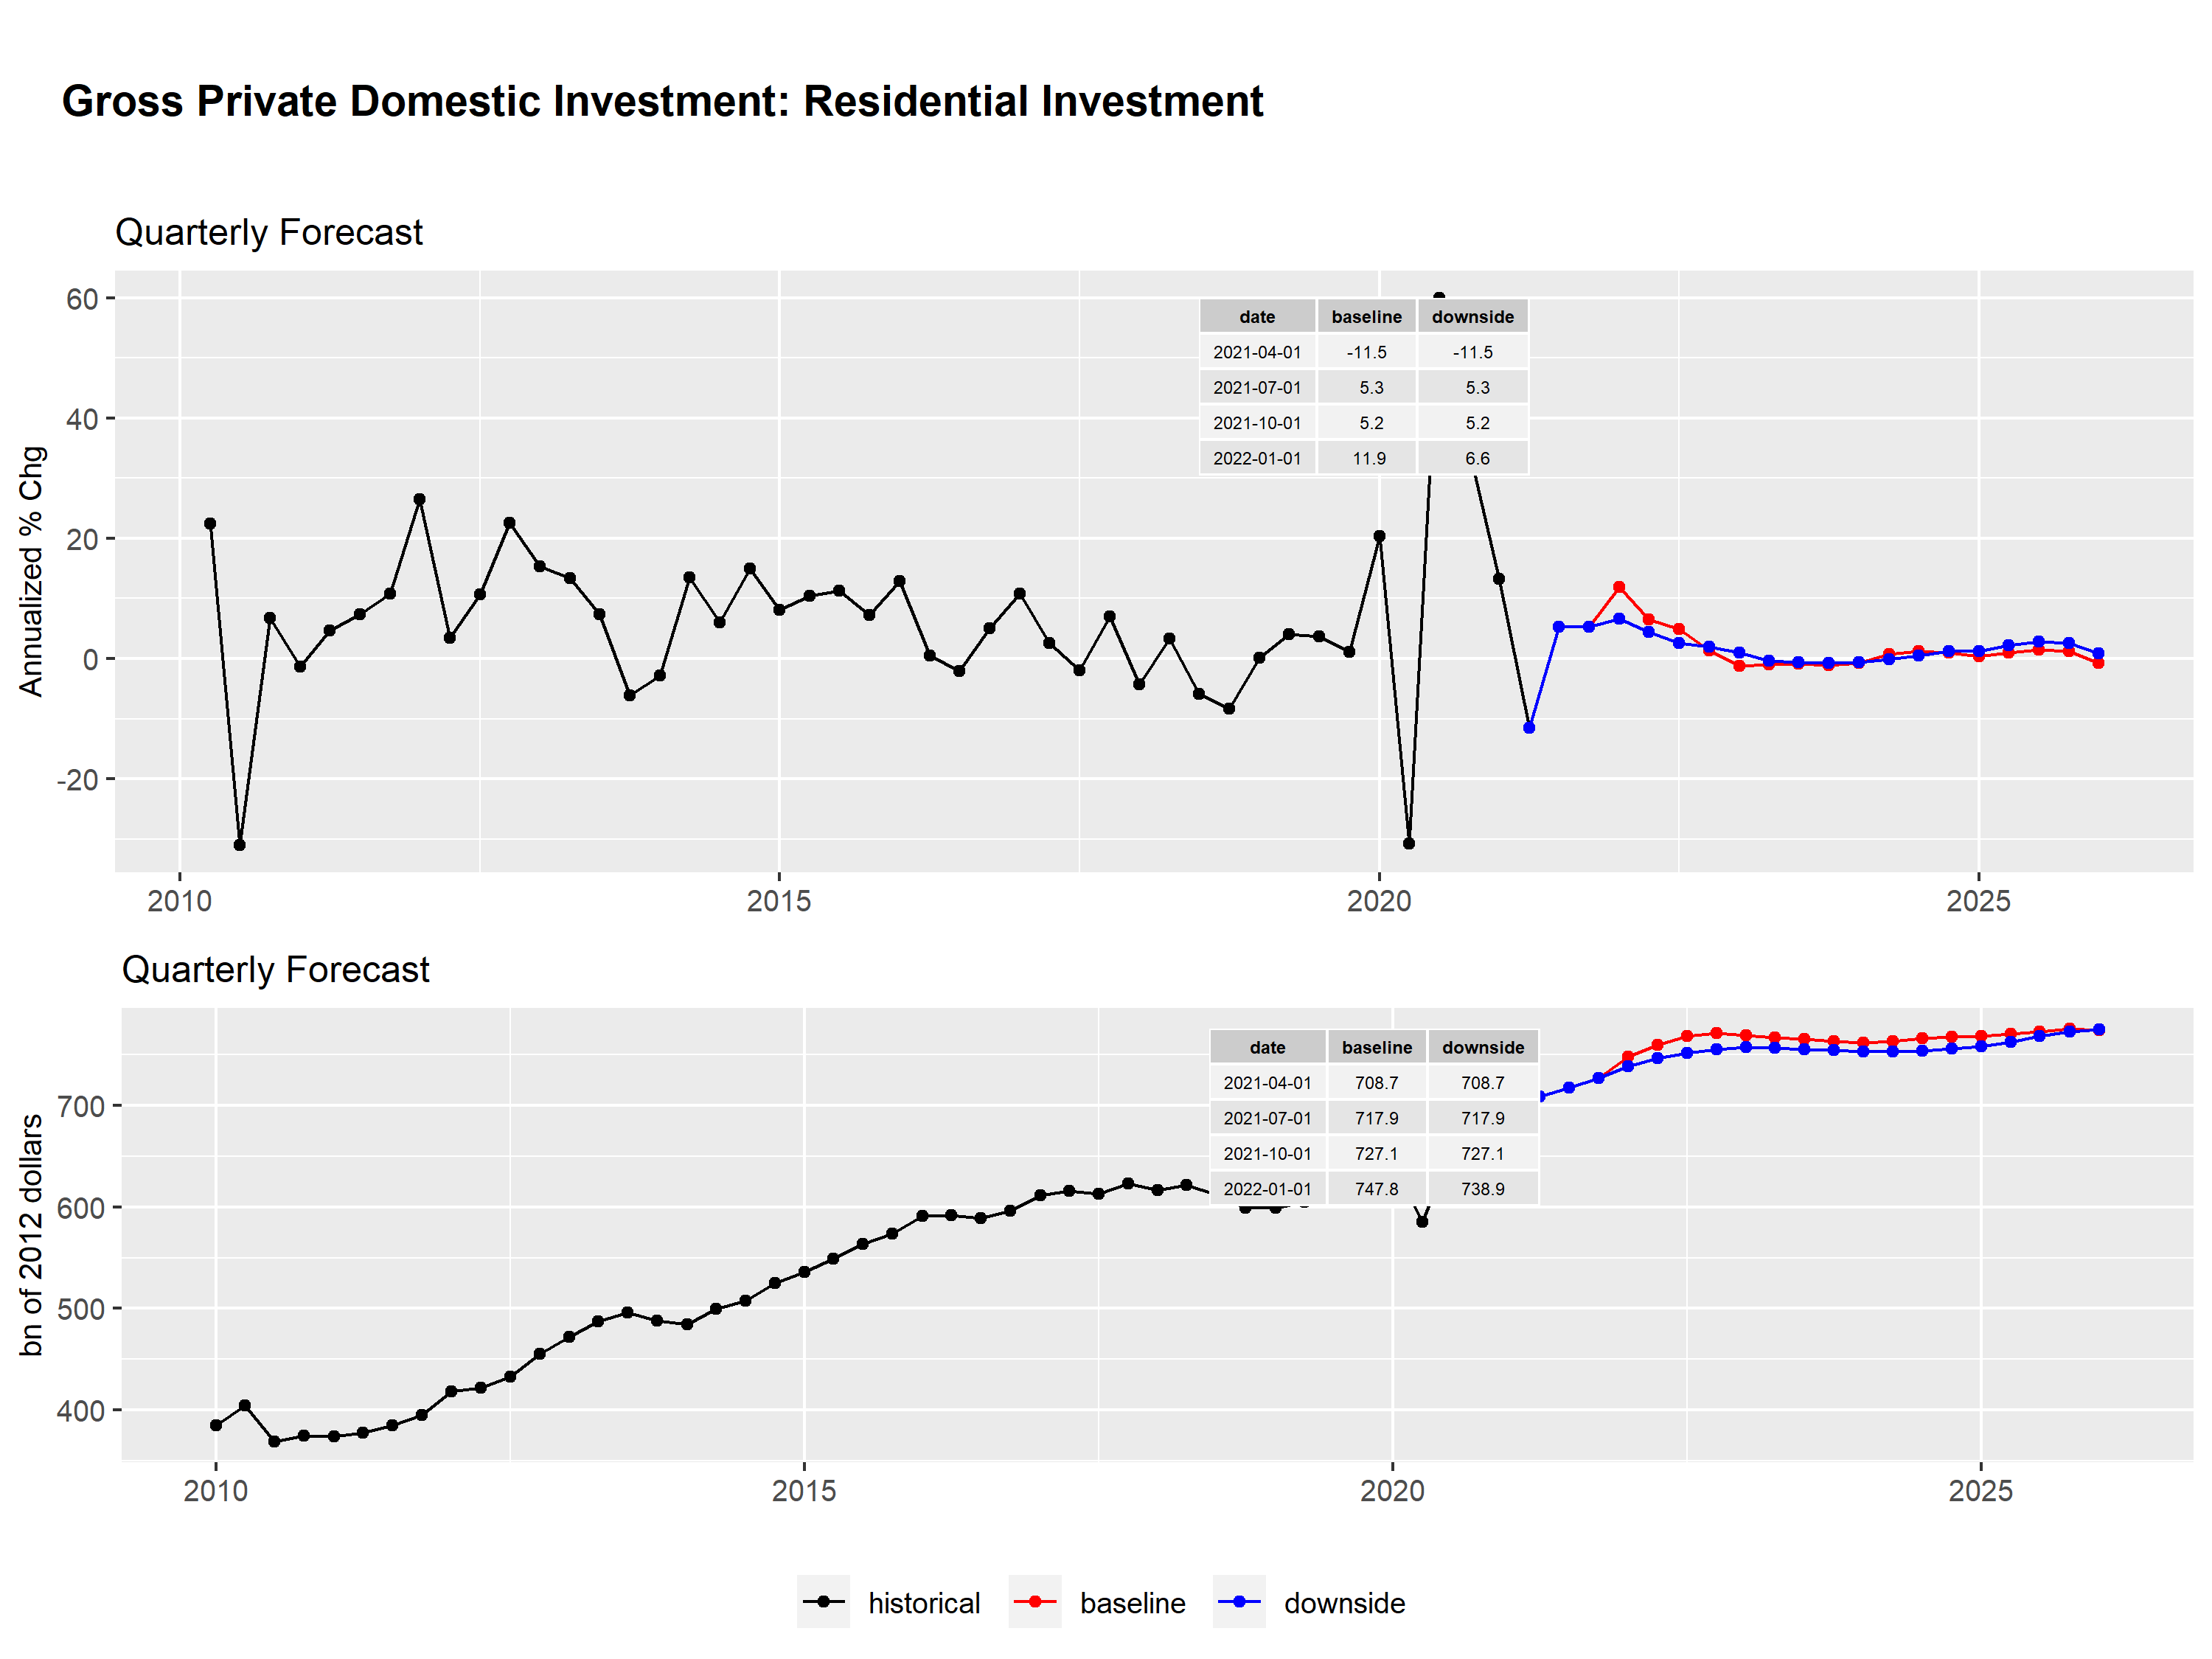 Gross Private Domestic Investment: Residential Investment
Quarterly Forecast
Annualized % Chg
60
40
20
0
-20
date baseline downside
2021-04-01 -11.5 -11.5
2021-07-01 5.3 5.3
2021-10-01 5.2 5.2
2022-01-01 11.9 6.6
2010 2015 2020 2025
Quarterly Forecast
bn of 2012 dollars
700
600
500
400
date baseline downside
2021-04-01 708.7 708.7
2021-07-01 717.9 717.9
2021-10-01 727.1 727.1
2022-01-01 747.8 738.9
2010 2015 2020 2025
historical baseline downside